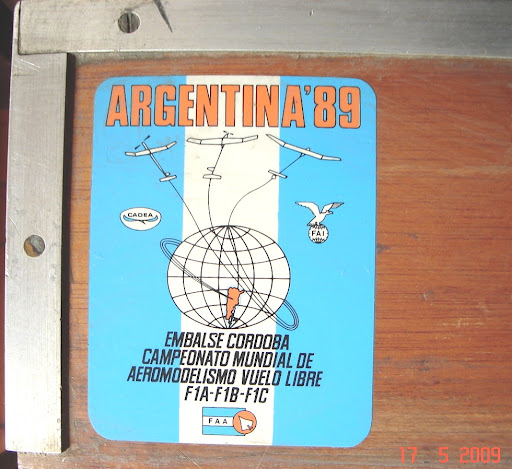 ARGENTINA'89
CADEA
FAI
EMBALSE CORDOBA
CAMPEONATO MUNDIAL DE
AEROMODELISMO VUELO LIBRE
F1A-F1B-F1C
FAA
17 5 2009